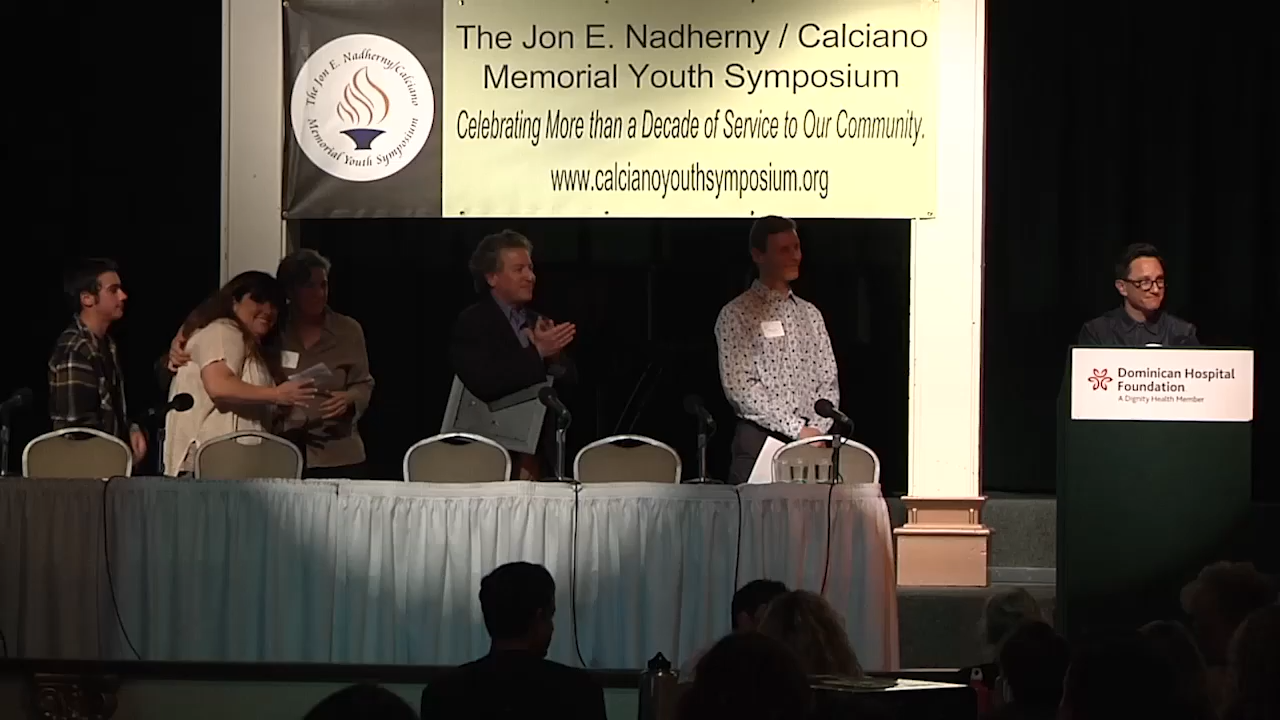 The Jon E. Nadherny/Calciano
Memorial Youth Symposium
The Jon E. Nadherny / Calciano
Memorial Youth Symposium
Celebrating More than a Decade of Service to Our Community.
www.calcianoyouthsymposium.org
Dominican Hospital
Foundation
A Dignity Health Member